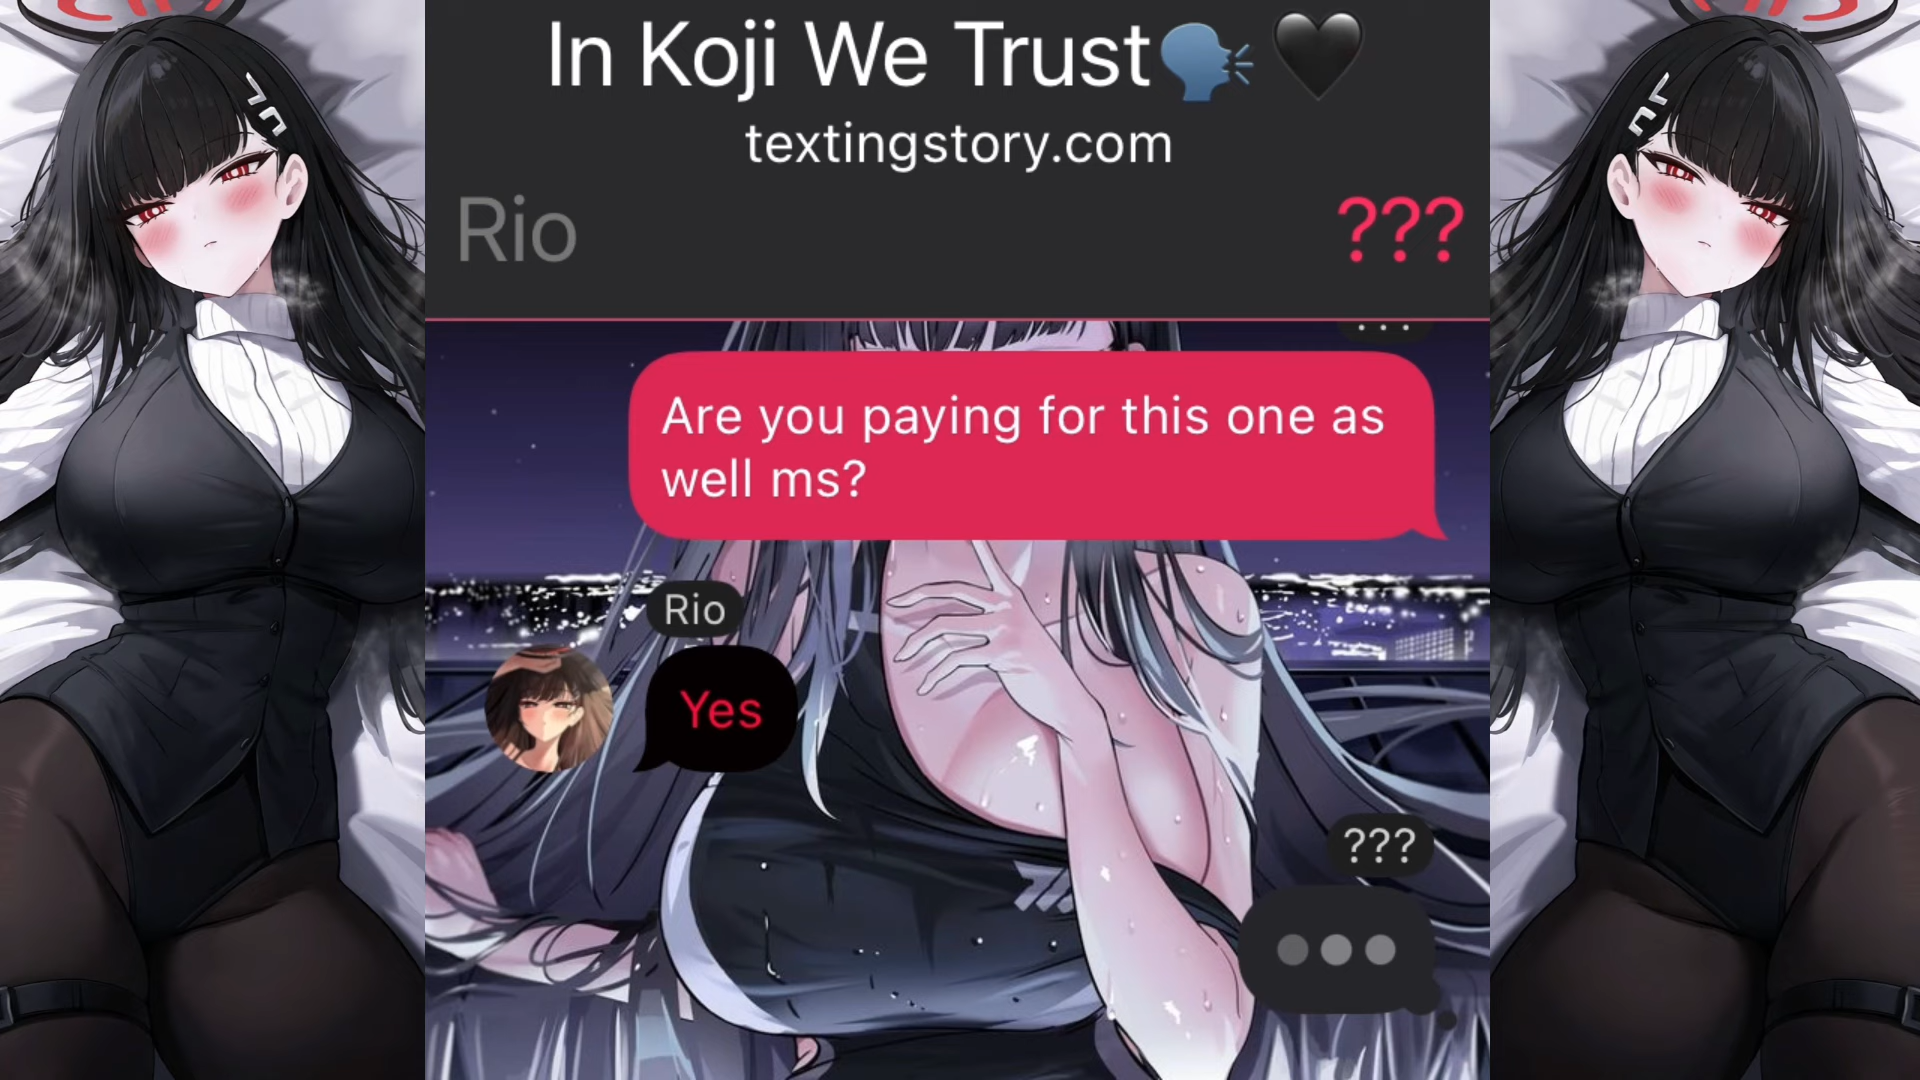 In Koji We Trust🗣️🖤
textingstory.com
Rio
???
Are you paying for this one as
well ms?
Rio
Yes
???